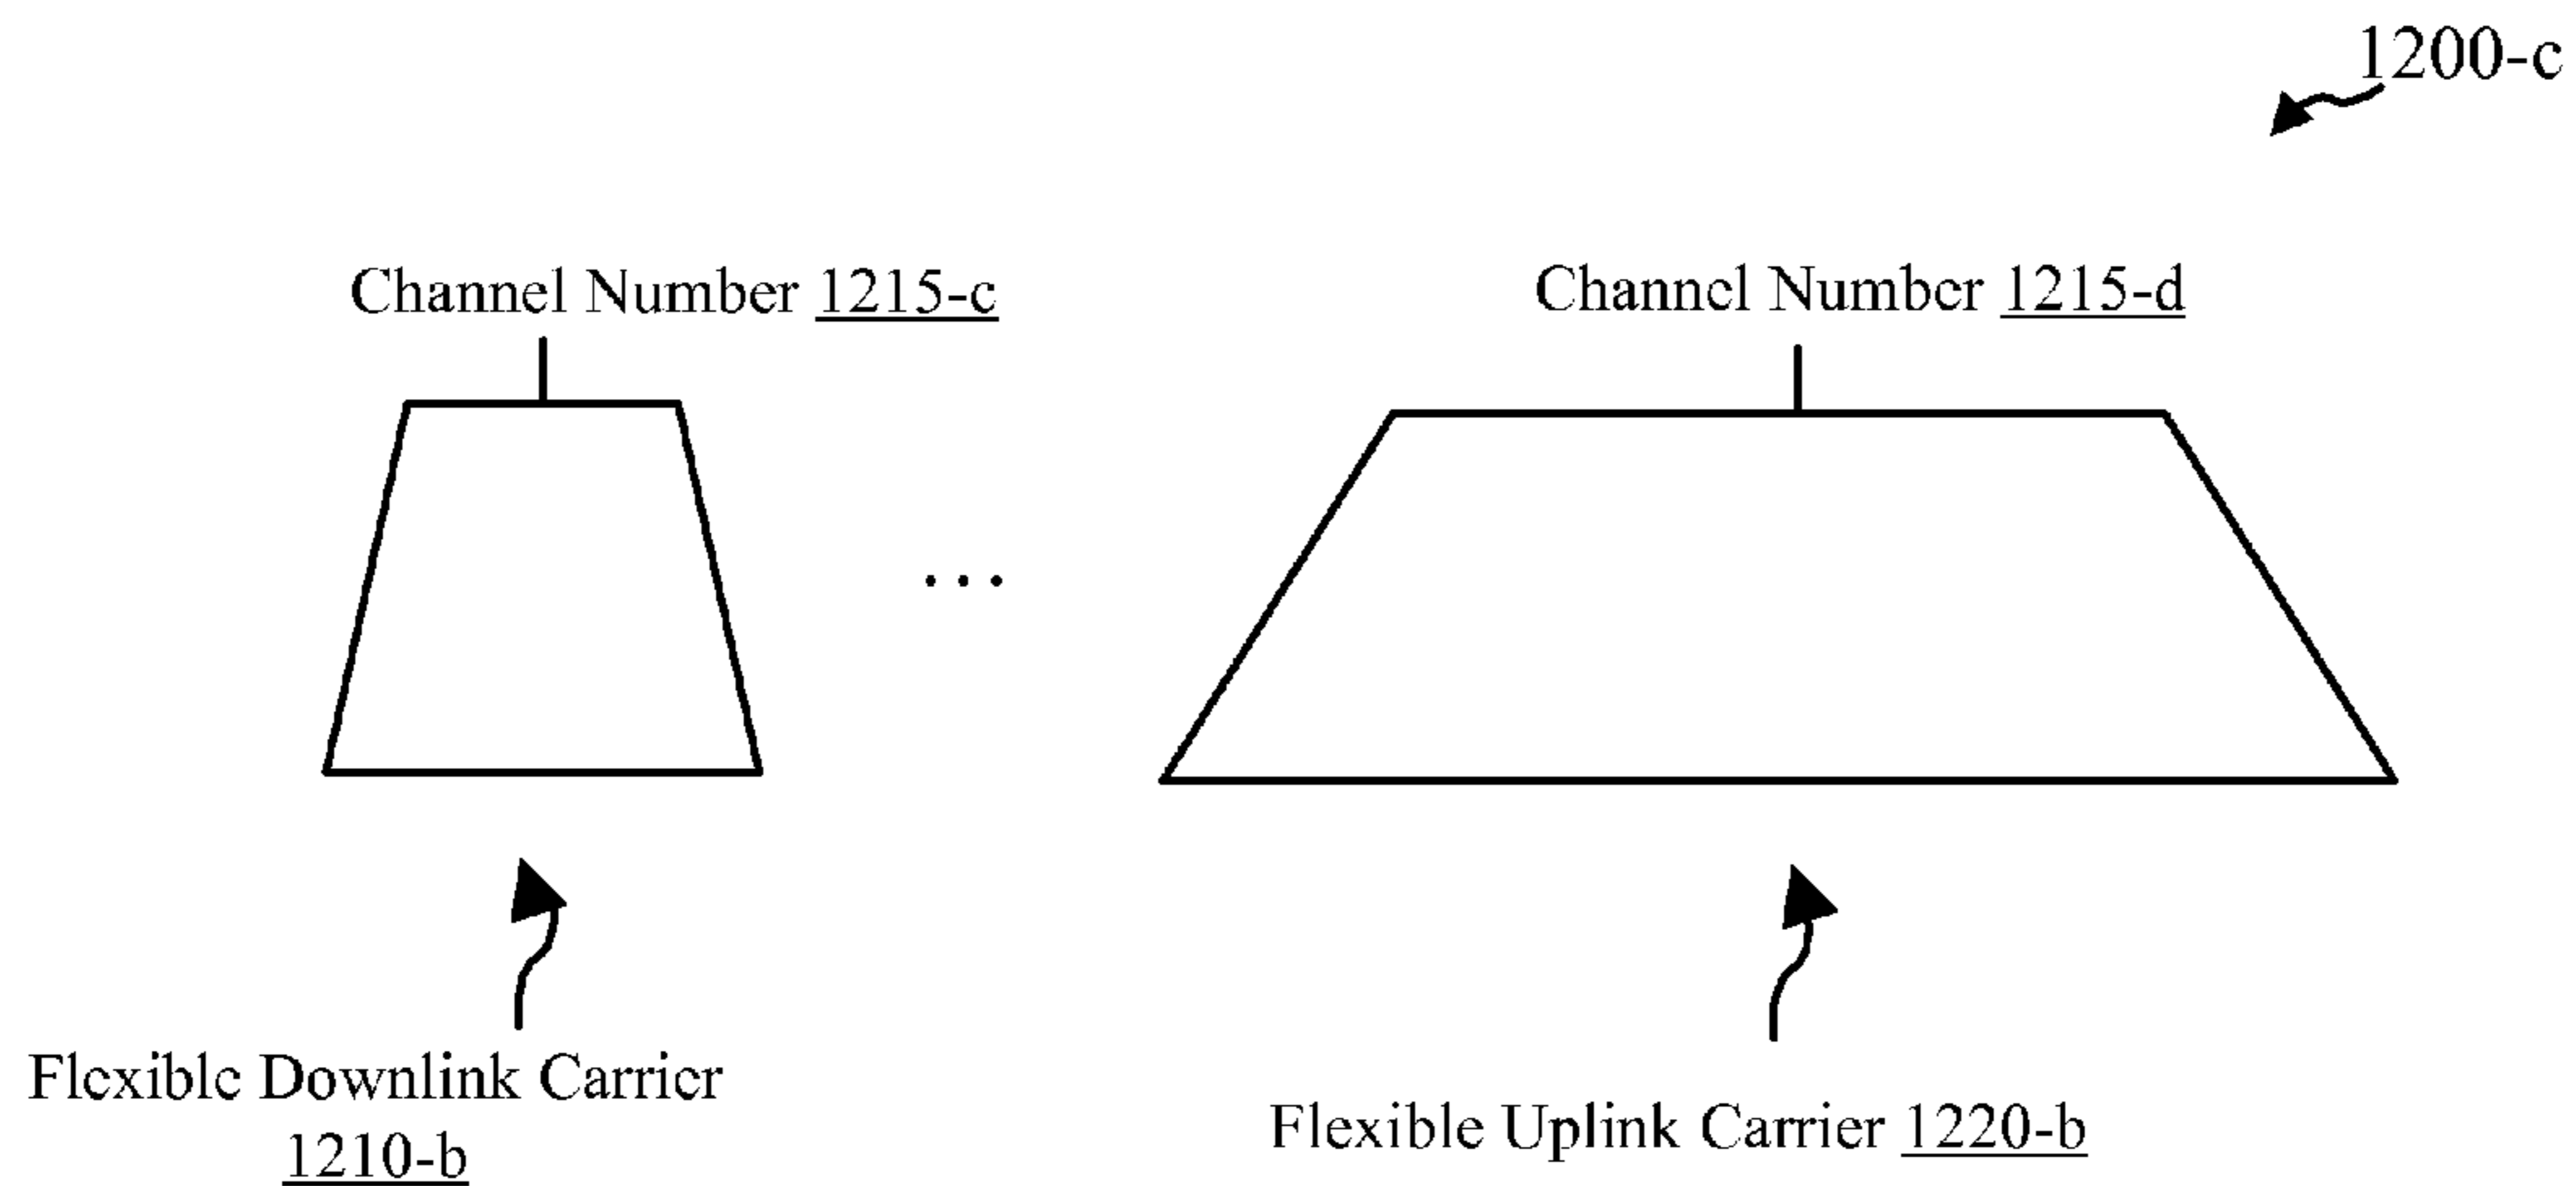 1200-c
Channel Number 1215-c
Channel Number 1215-d
...
Flexible Downlink Carrier
1210-b
Flexible Uplink Carrier 1220-b